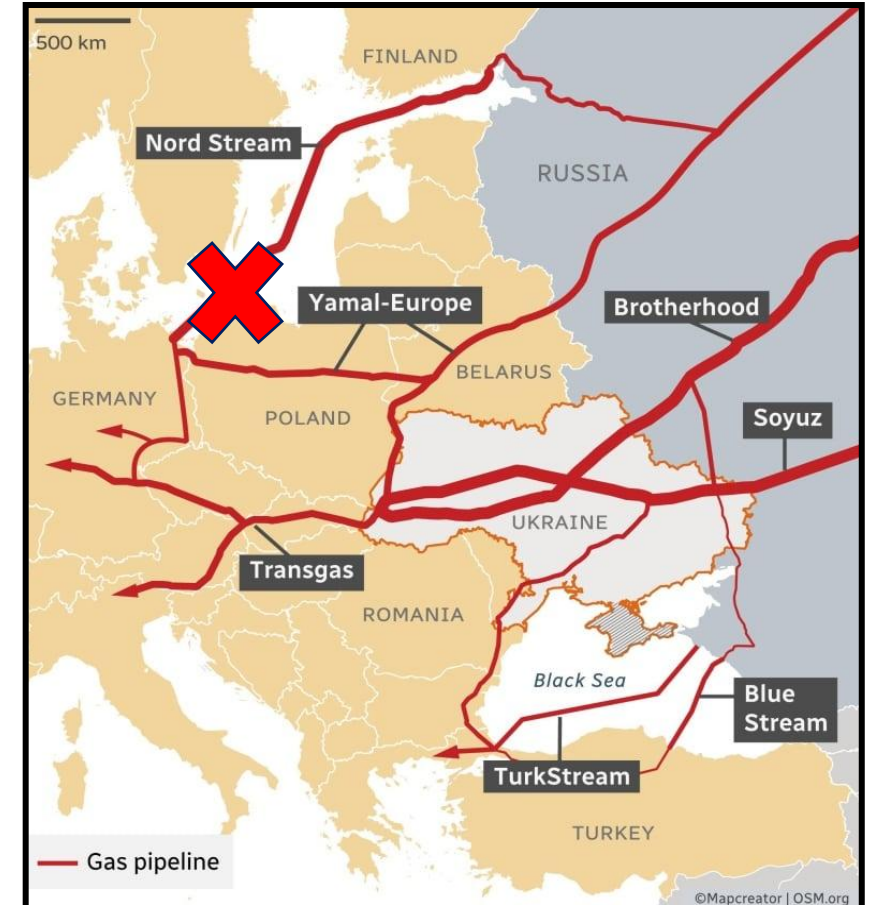 500 km
FINLAND
Nord Stream
RUSSIA
Yamal-Europe
Brotherhood
BELARUS
GERMANY
POLAND
Soyuz
UKRAINE
Transgas
ROMANIA
Black Sea
Blue
Stream
TurkStream
TURKEY
Gas pipeline
©Mapcreator | OSM.org